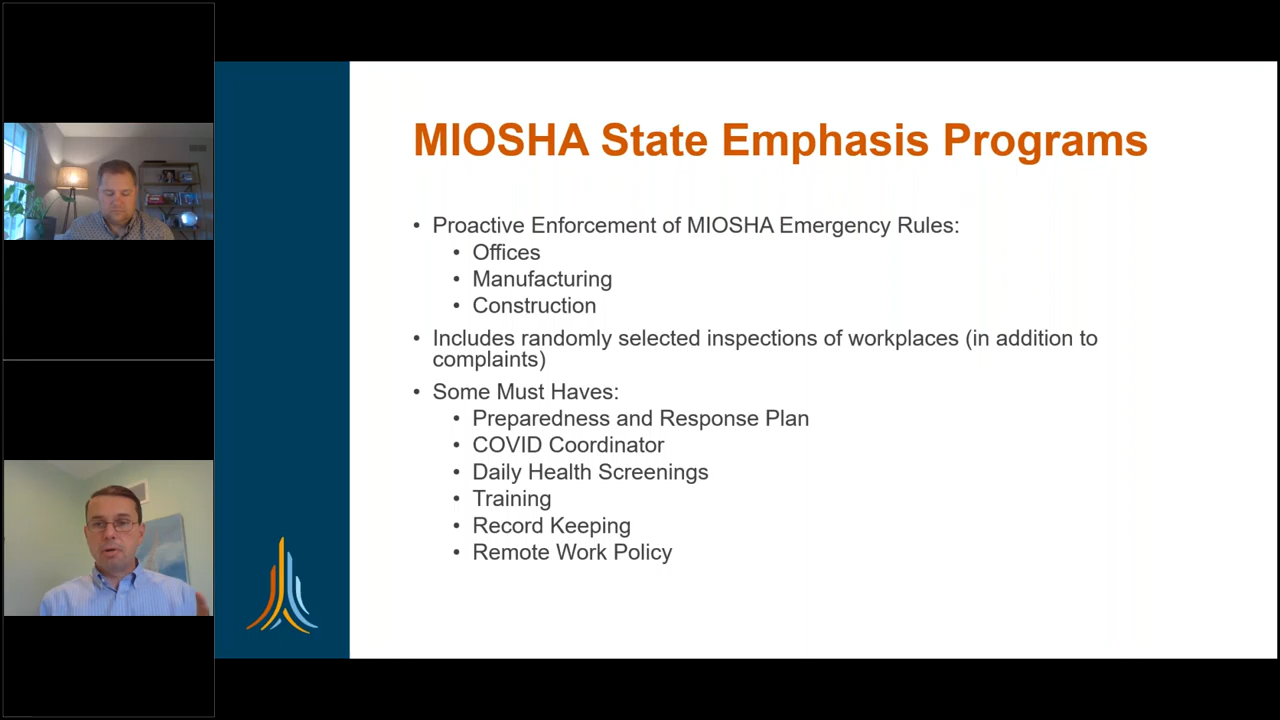 MIOSHA State Emphasis Programs
• Proactive Enforcement of MIOSHA Emergency Rules:
• Offices
• Manufacturing
• Construction
• Includes randomly selected inspections of workplaces (in addition to
complaints)
• Some Must Haves:
• Preparedness and Response Plan
• COVID Coordinator
• Daily Health Screenings
• Training
• Record Keeping
• Remote Work Policy